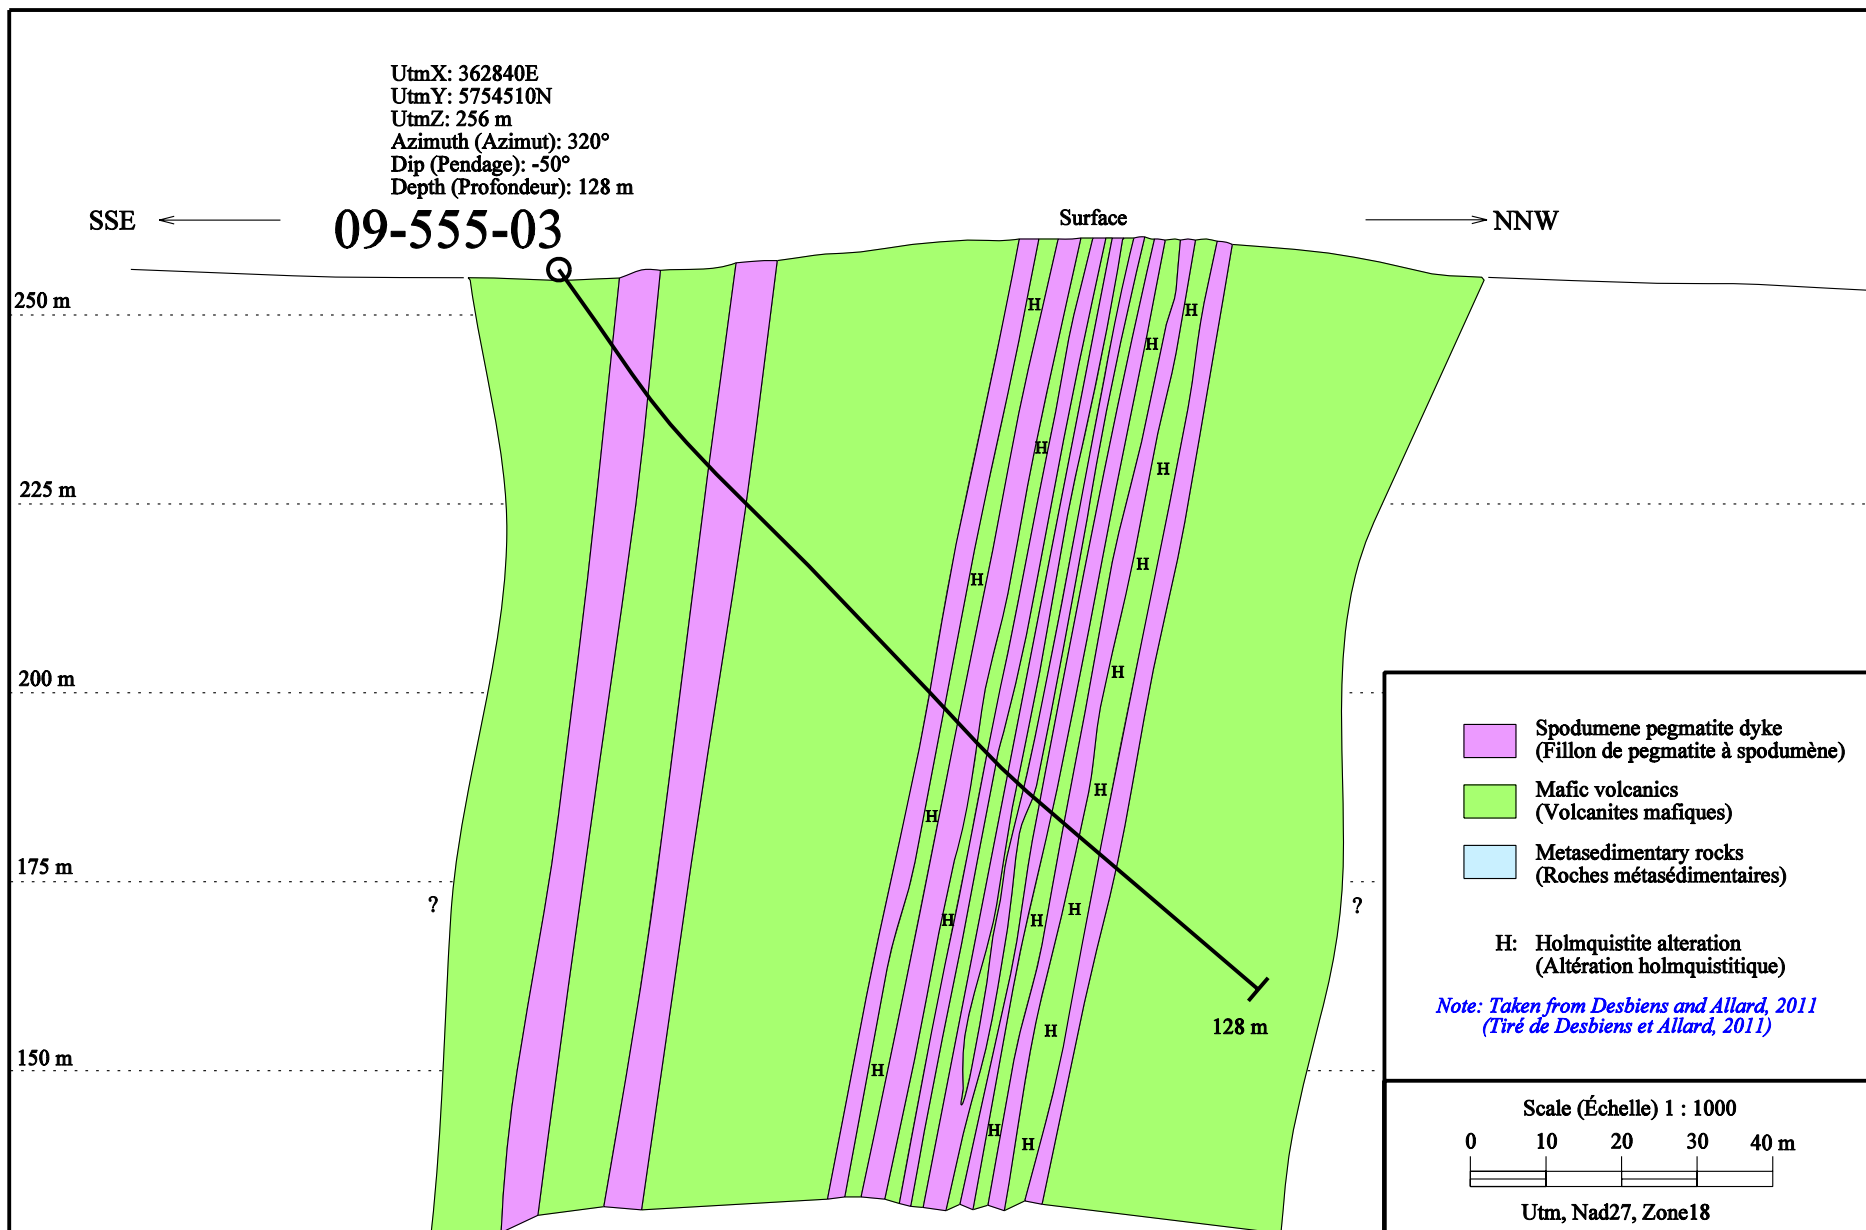 UtmX: 362840E
UtmY: 5754510N
UtmZ: 256 m
Azimuth (Azimut): 320°
Dip (Pendage): -50°
Depth (Profondeur): 128 m
09-555-03
SSE
Surface
NNW
250 m
H
H
H
H
225 m
H
H
H
H
200 m
H
H
H
175 m
?
H
H
H
?
150 m
H
H
H
H
128 m
Spodumene pegmatite dyke
(Fillon de pegmatite à spodumène)
Mafic volcanics
(Volcanites mafiques)
Metasedimentary rocks
(Roches métasédimentaires)
H: Holmquistite alteration
(Altération holmquistitique)
Note: Taken from Desbiens and Allard, 2011
(Tiré de Desbiens et Allard, 2011)
Scale (Échelle) 1 : 1000
0 10 20 30 40 m
Utm, Nad27, Zone18